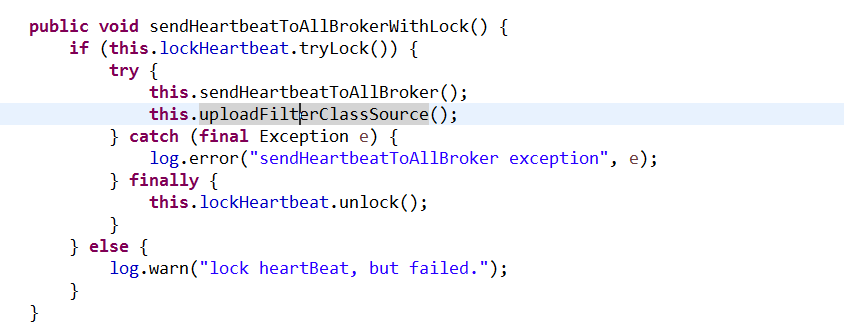 public void sendHeartbeatToAllBrokerWithLock() {
if (this.lockHeartbeat.tryLock()) {
try {
this.sendHeartbeatToAllBroker();
this.uploadFilterClassSource();
} catch (final Exception e) {
log.error("sendHeartbeatToAllBroker exception", e);
} finally {
this.lockHeartbeat.unlock();
}
} else {
log.warn("lock heartBeat, but failed.");
}
}